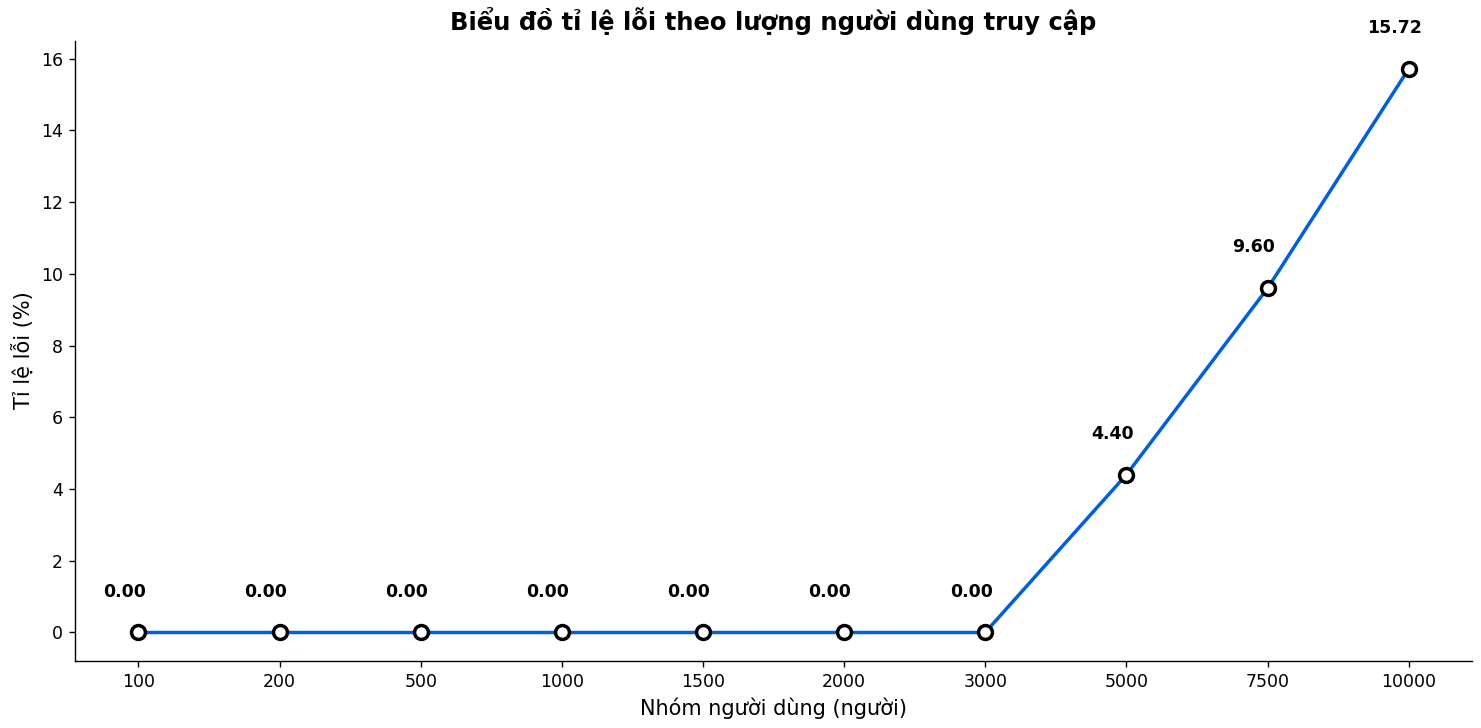 Biểu đồ tỉ lệ lỗi theo lượng người dùng truy cập
15.72
16
14
12
10
8
6
4
2
0
Tỉ lệ lỗi (%)
9.60
4.40
0.00 0.00 0.00 0.00 0.00 0.00 0.00
100 200 500 1000 1500 2000 3000 5000 7500 10000
Nhóm người dùng (người)